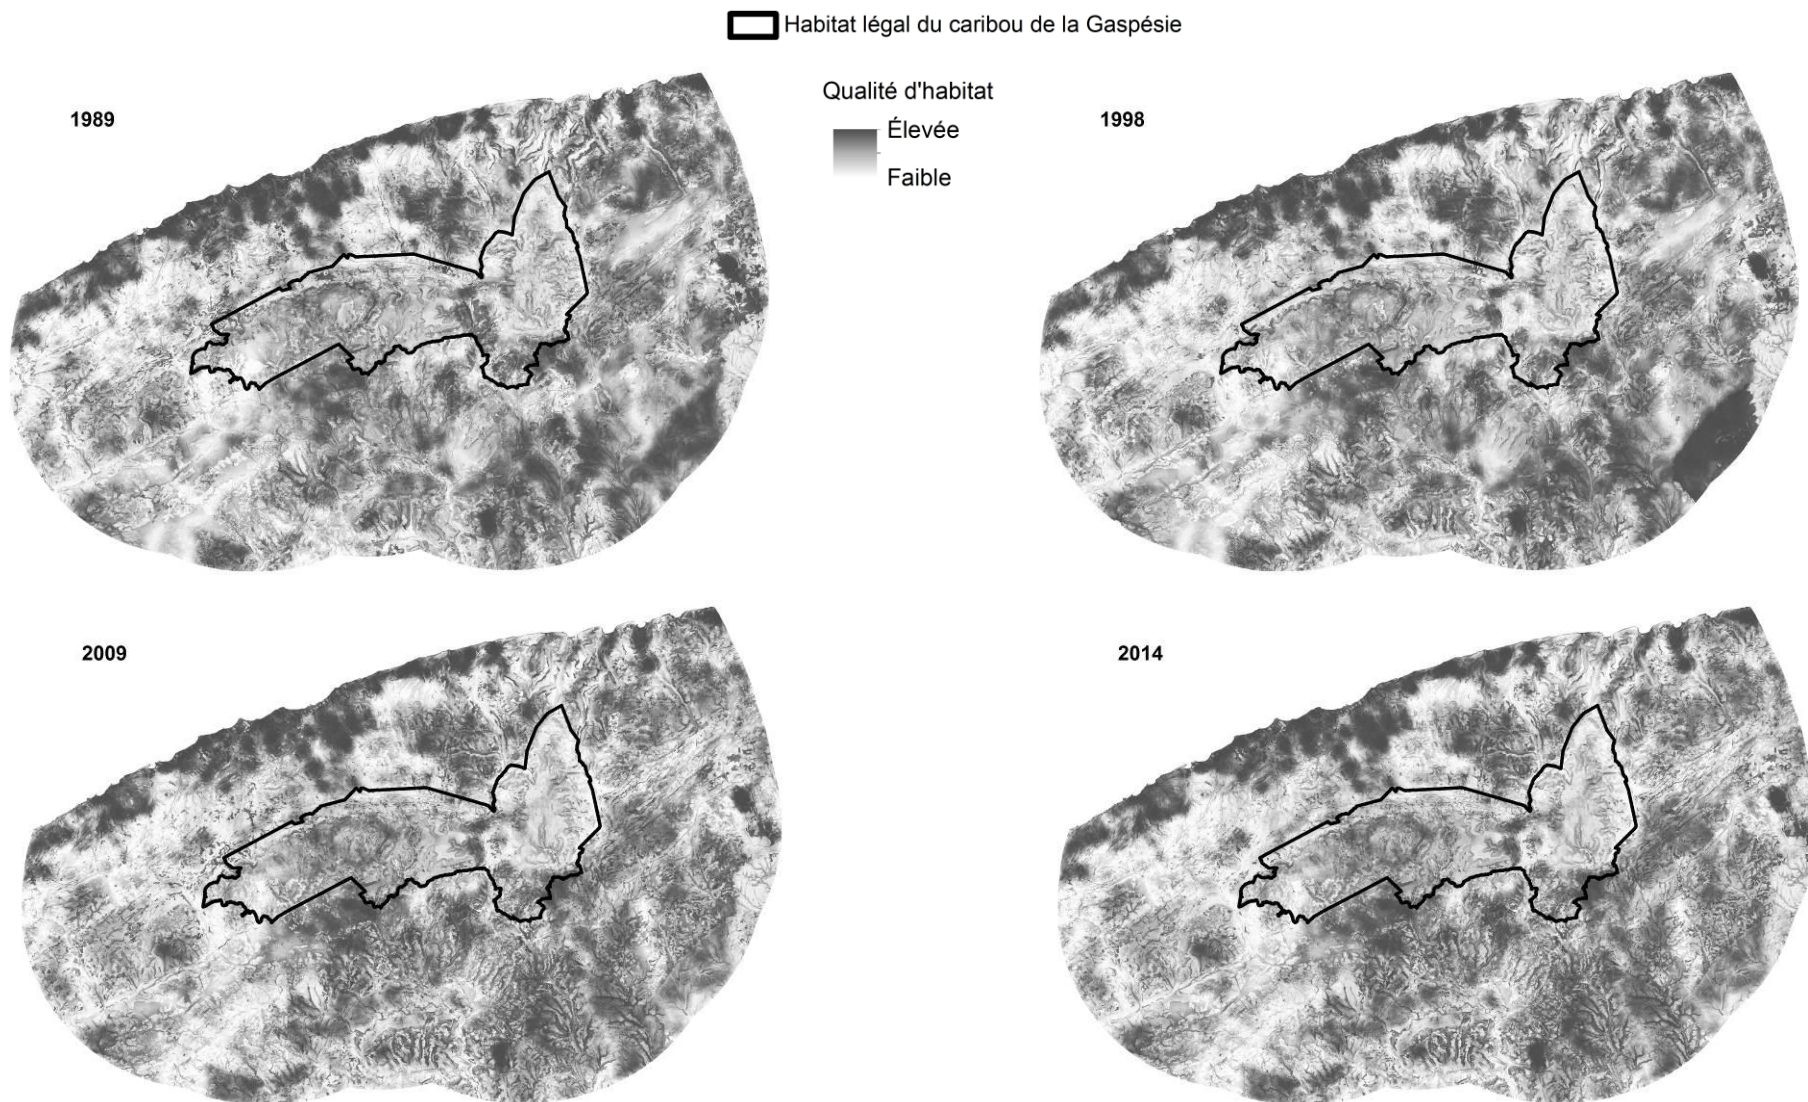 Habitat légal du caribou de la Gaspésie
Qualité d'habitat
Élevée
Faible
1989
1998
2009
2014